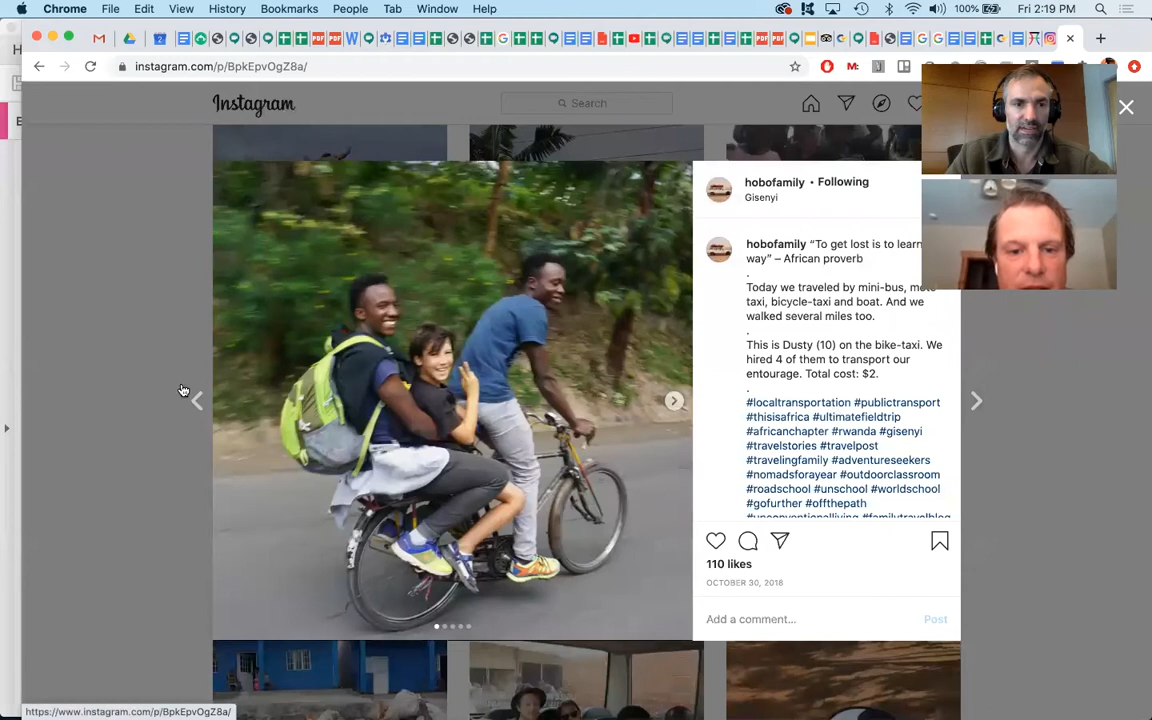 Chrome File Edit View History Bookmarks People Tab Window Help 100% Fri 2:19 PM
instagram.com/p/BpkEpvOgZ8a/
Instagram Search
hobofamily • Following
Gisenyi
hobofamily “To get lost is to learn
way” – African proverb
.
Today we traveled by mini-bus,
taxi, bicycle-taxi and boat. And we
walked several miles too.
.
This is Dusty (10) on the bike-taxi. We
hired 4 of them to transport our
entourage. Total cost: $2.
.
#localtransportation #publictransport
#thisisafrica #ultimatefieldtrip
#africanchapter #rwanda #gisenyi
#travelstories #travelpost
#travelingfamily #adventureseekers
#nomadsforayear #outdoorclassroom
#roadschool #unschool #worldschool
#gofurther #offthepath
#unconventionalliving #familytravelblog
110 likes
OCTOBER 30, 2018
Add a comment... Post
https://www.instagram.com/p/BpkEpvOgZ8a/